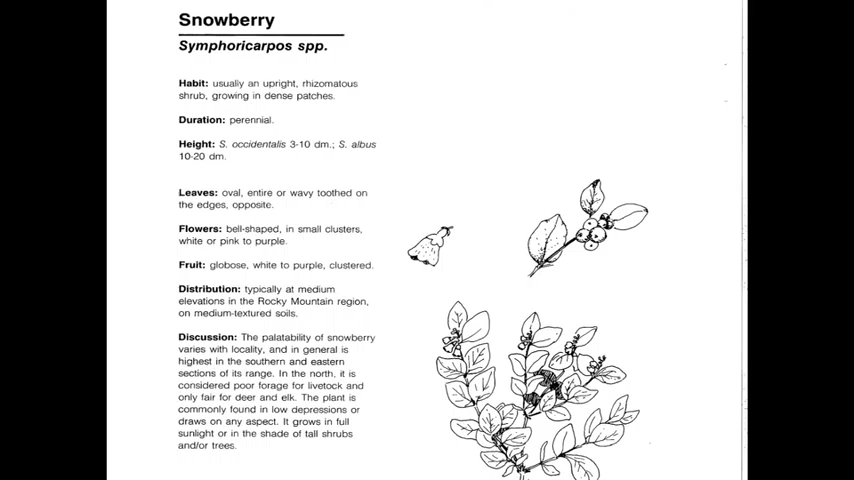 Snowberry
Symphoricarpos spp.
Habit: usually an upright, rhizomatous
shrub, growing in dense patches.
Duration: perennial.
Height: S. occidentalis 3-10 dm.; S. albus
10-20 dm.
Leaves: oval, entire or wavy toothed on
the edges, opposite.
Flowers: bell-shaped, in small clusters,
white or pink to purple.
Fruit: globose, white to purple, clustered.
Distribution: typically at medium
elevations in the Rocky Mountain region,
on medium-textured soils.
Discussion: The palatability of snowberry
varies with locality, and in general is
highest in the southern and eastern
sections of its range. In the north, it is
considered poor forage for livetock and
only fair for deer and elk. The plant is
commonly found in low depressions or
draws on any aspect. It grows in full
sunlight or in the shade of tall shrubs
and/or trees.